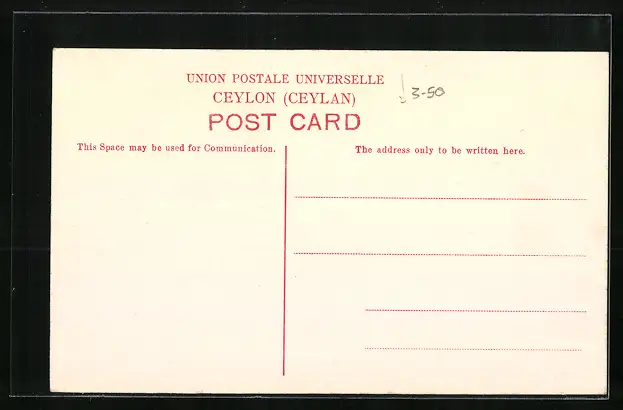 UNION POSTALE UNIVERSELLE
CEYLON (CEYLAN)
3-50
POST CARD
This Space may be used for Communication.
The address only to be written here.